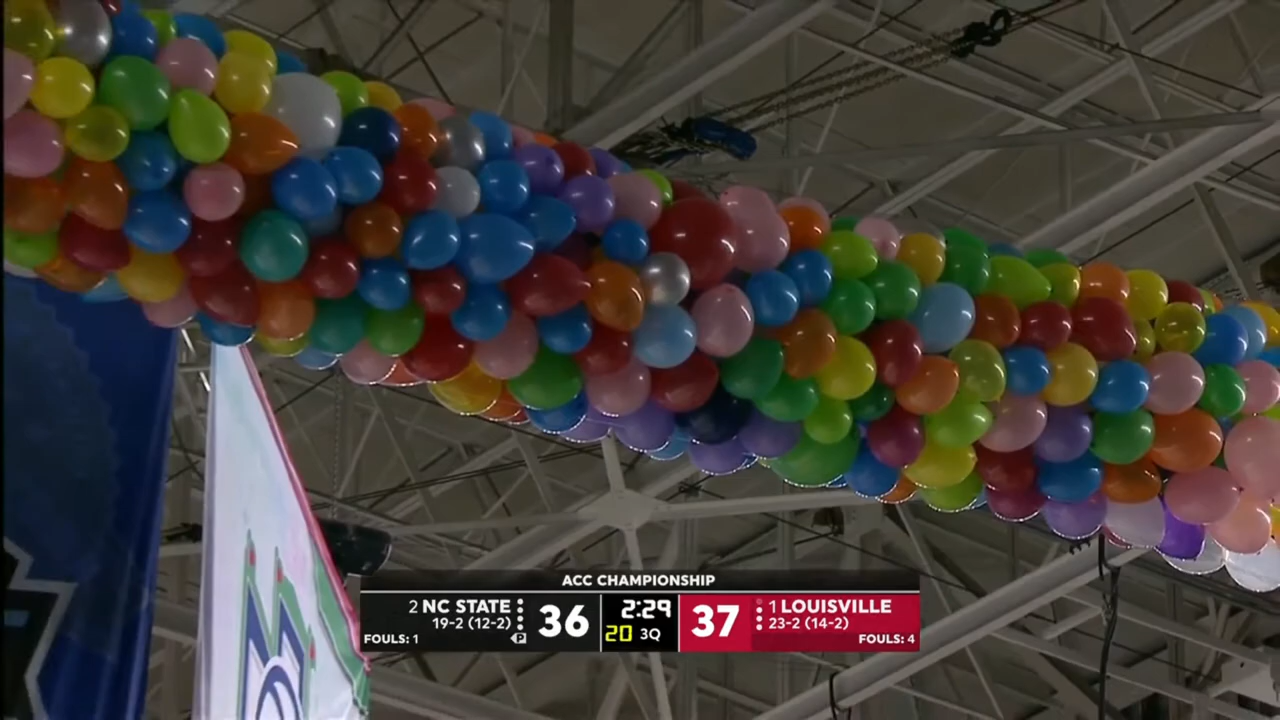 ACC CHAMPIONSHIP
2 NC STATE 36 2:29 37 1 LOUISVILLE
19-2 (12-2) 20 3Q 23-2 (14-2)
FOULS: 1 P FOULS: 4